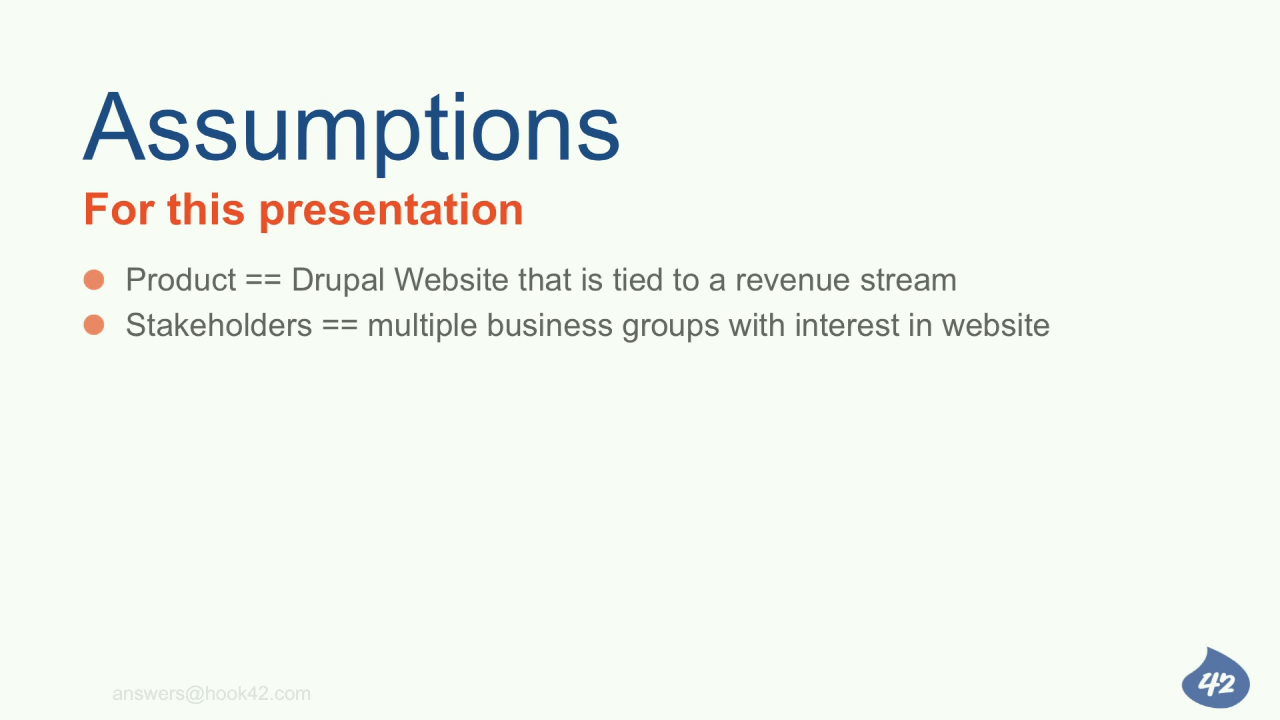 Assumptions
For this presentation
Product == Drupal Website that is tied to a revenue stream
Stakeholders == multiple business groups with interest in website
answers@hook42.com
42